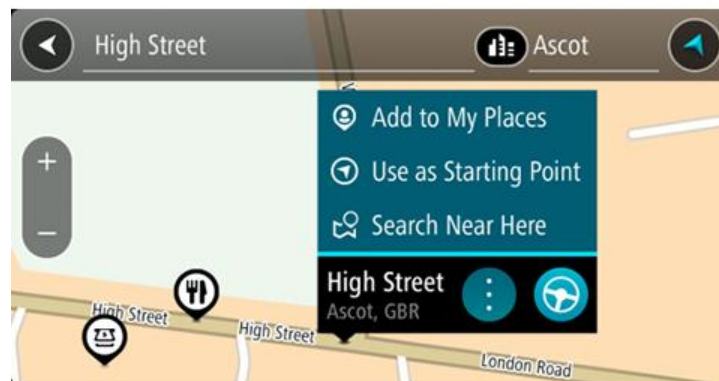 High Street
Ascot
Add to My Places
Use as Starting Point
Search Near Here
High Street
Ascot, GBR
High Street
High Street
London Road